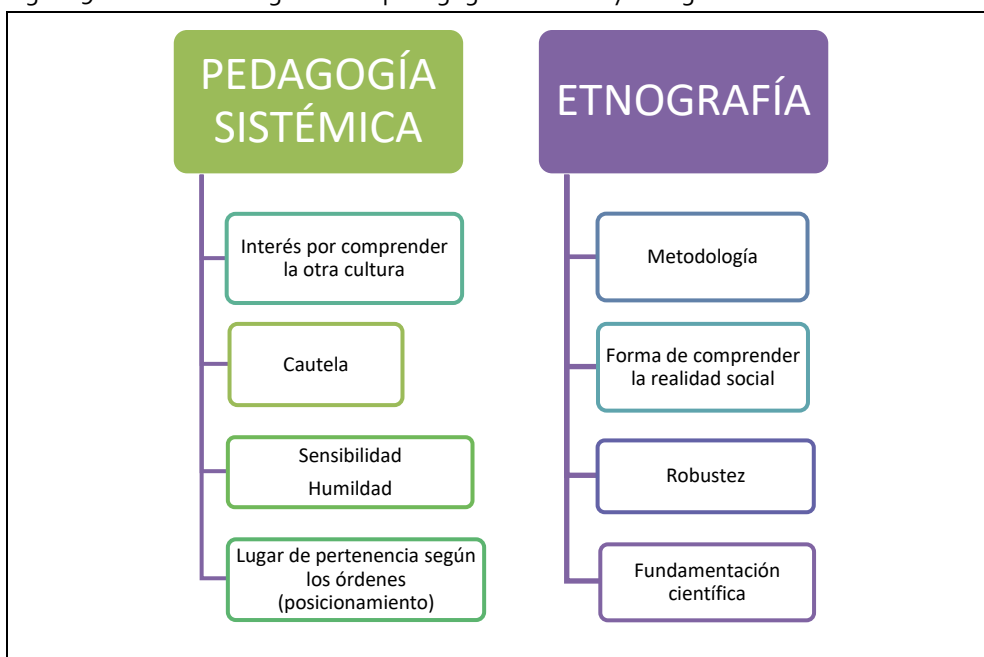 PEDAGOGÍA
SISTÉMICA
Interés por comprender
la otra cultura
Cautela
Sensibilidad
Humildad
Lugar de pertenencia según
los órdenes
(posicionamiento)
ETNOGRAFÍA
Metodología
Forma de comprender
la realidad social
Robustez
Fundamentación
científica